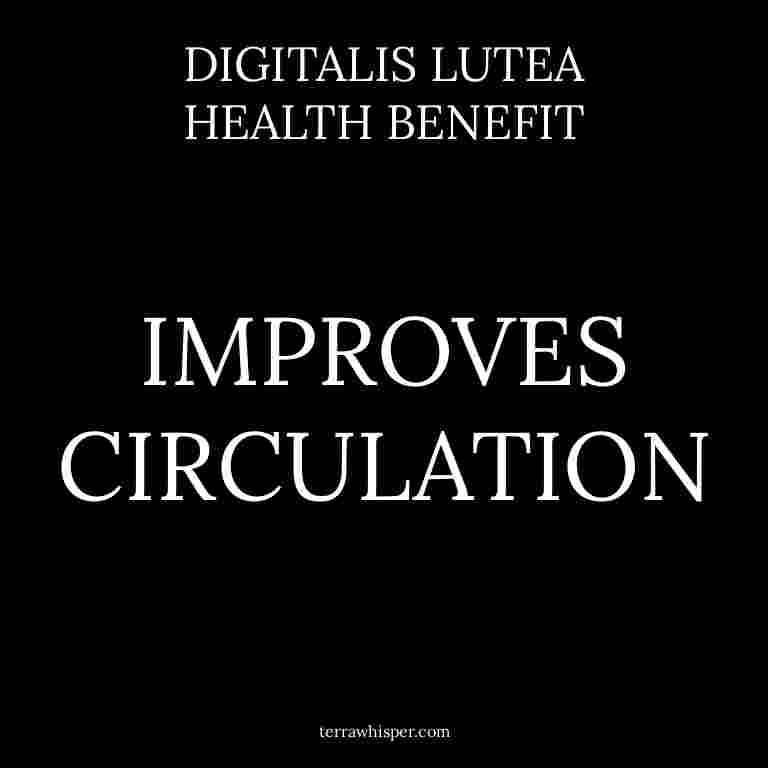 DIGITALIS LUTEA
HEALTH BENEFIT
IMPROVES
CIRCULATION
terrawhisper.com